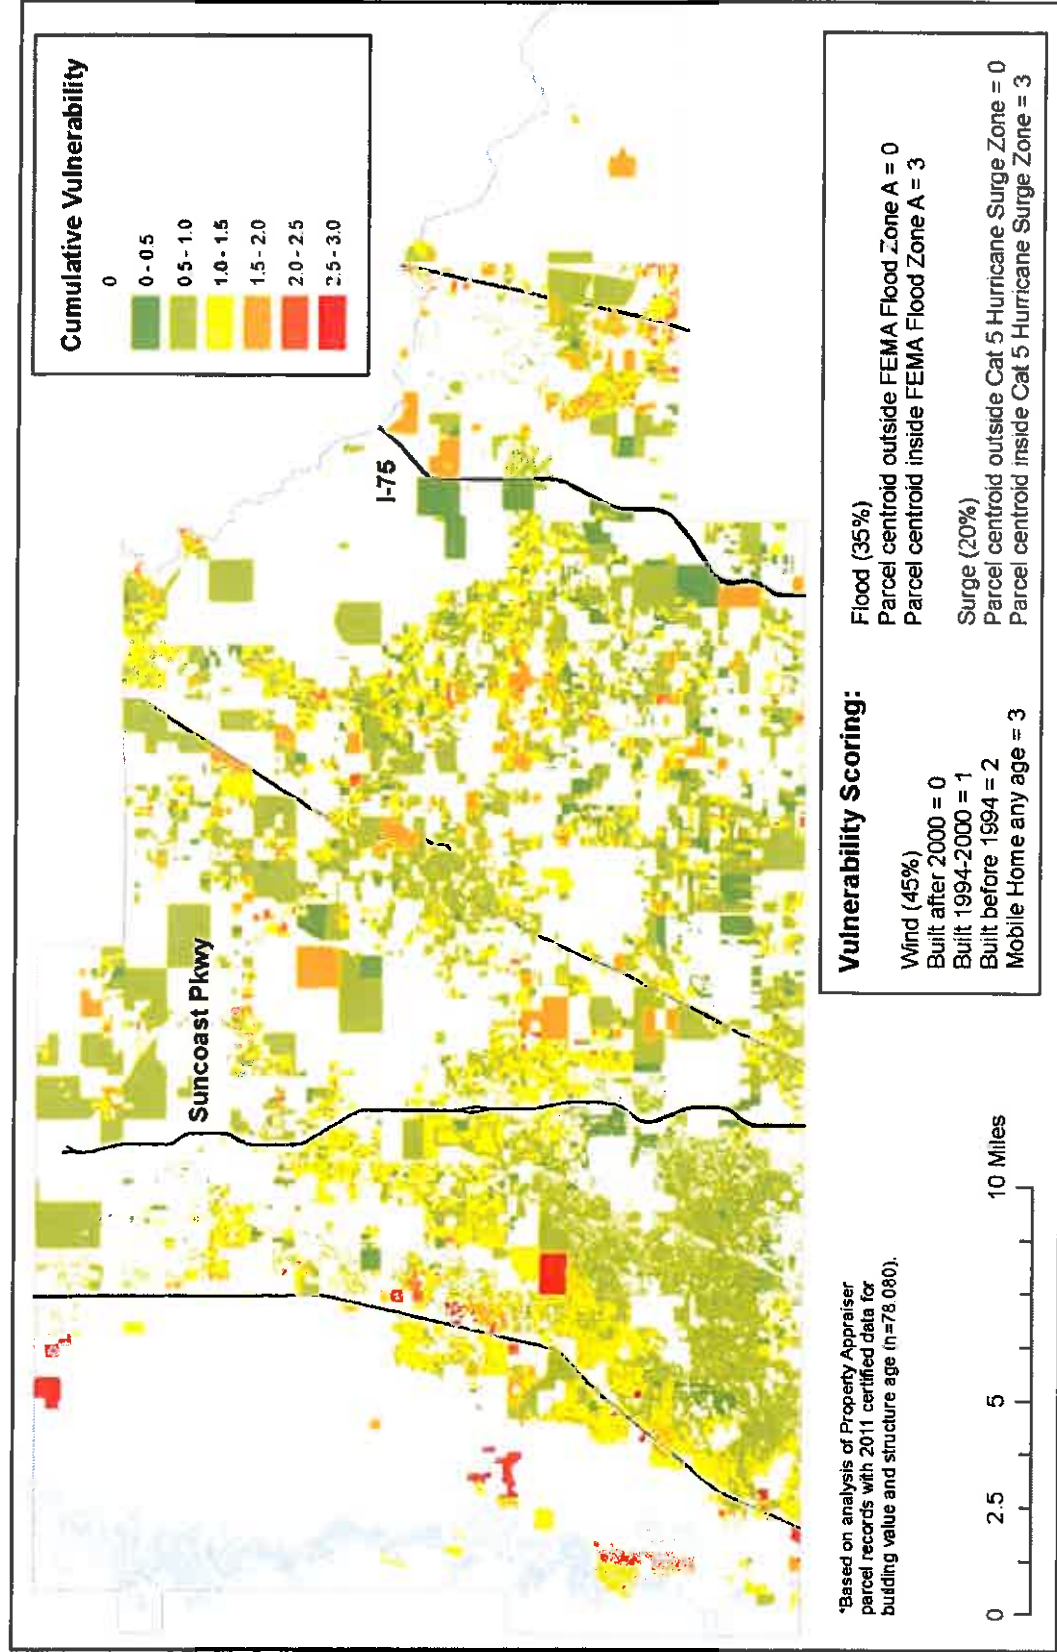 Cumulative Vulnerability
0
0 - 0.5
0.5 - 1.0
1.0 - 1.5
1.5 - 2.0
2.0 - 2.5
2.5 - 3.0
Suncoast Pkwy
I-75
*Based on analysis of Property Appraiser
parcel records with 2011 certified data for
building value and structure age (n=78,080).
0 2.5 5 10 Miles
Vulnerability Scoring:
Wind (45%)
Built after 2000 = 0
Built 1994-2000 = 1
Built before 1994 = 2
Mobile Home any age = 3
Flood (35%)
Parcel centroid outside FEMA Flood Zone A = 0
Parcel centroid inside FEMA Flood Zone A = 3
Surge (20%)
Parcel centroid outside Cat 5 Hurricane Surge Zone = 0
Parcel centroid inside Cat 5 Hurricane Surge Zone = 3